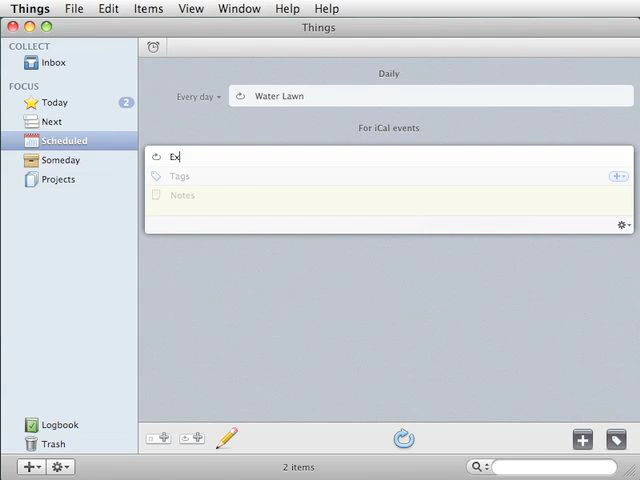 Things File Edit Items View Window Help Help
Things
COLLECT
Inbox
FOCUS
Today 2
Next
Scheduled
Someday
Projects
Logbook
Trash
Daily
Every day Water Lawn
For iCal events
Ex
Tags
Notes
2 items